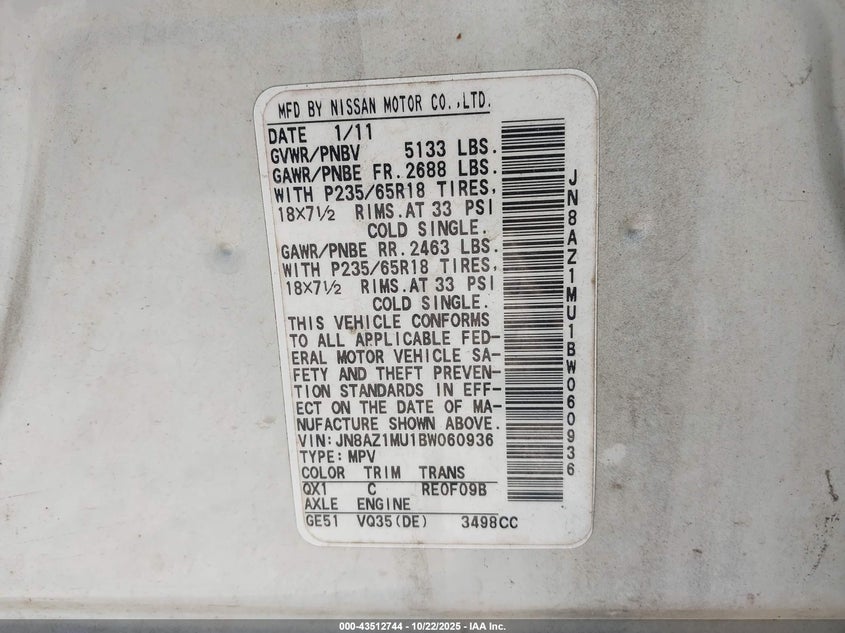 MFD BY NISSAN MOTOR CO.,LTD.
DATE 1/11
GVWR/PNBV 5133 LBS.
GAWR/PNBE FR. 2688 LBS.
WITH P235/65R18 TIRES,
18X7½ RIMS.AT 33 PSI
COLD SINGLE.
GAWR/PNBE RR. 2463 LBS.
WITH P235/65R18 TIRES,
18X7½ RIMS.AT 33 PSI
COLD SINGLE.
THIS VEHICLE CONFORMS
TO ALL APPLICABLE FED-
ERAL MOTOR VEHICLE SA-
FETY AND THEFT PREVEN-
TION STANDARDS IN EFF-
ECT ON THE DATE OF MA-
NUFACTURE SHOWN ABOVE.
VIN:JN8AZ1MU1BW060936
TYPE:MPV
COLOR TRIM TRANS
QX1 C RE0F09B
AXLE ENGINE
GE51 VQ35(DE) 3498CC
JN8AZ1MU1BW060936
000-43512744 - 10/22/2025 - IAA Inc.